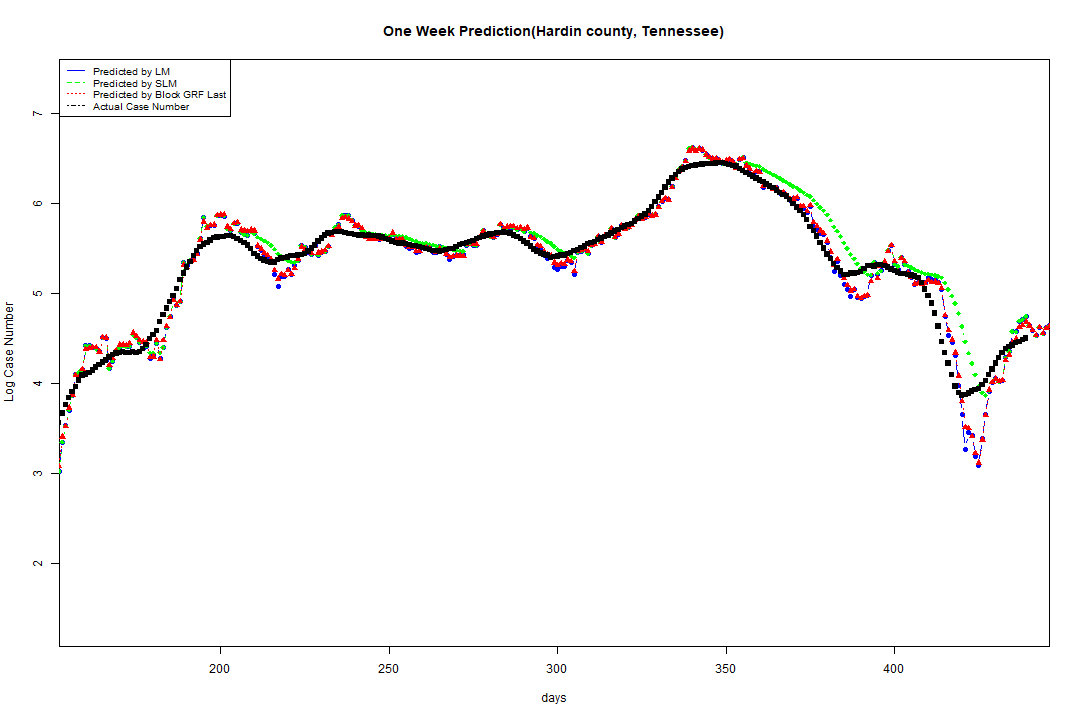 One Week Prediction(Hardin county, Tennessee)
Predicted by LM
Predicted by SLM
Predicted by Block GRF Last
Actual Case Number
7
6
5
4
3
2
Log Case Number
200 250 300 350 400
days